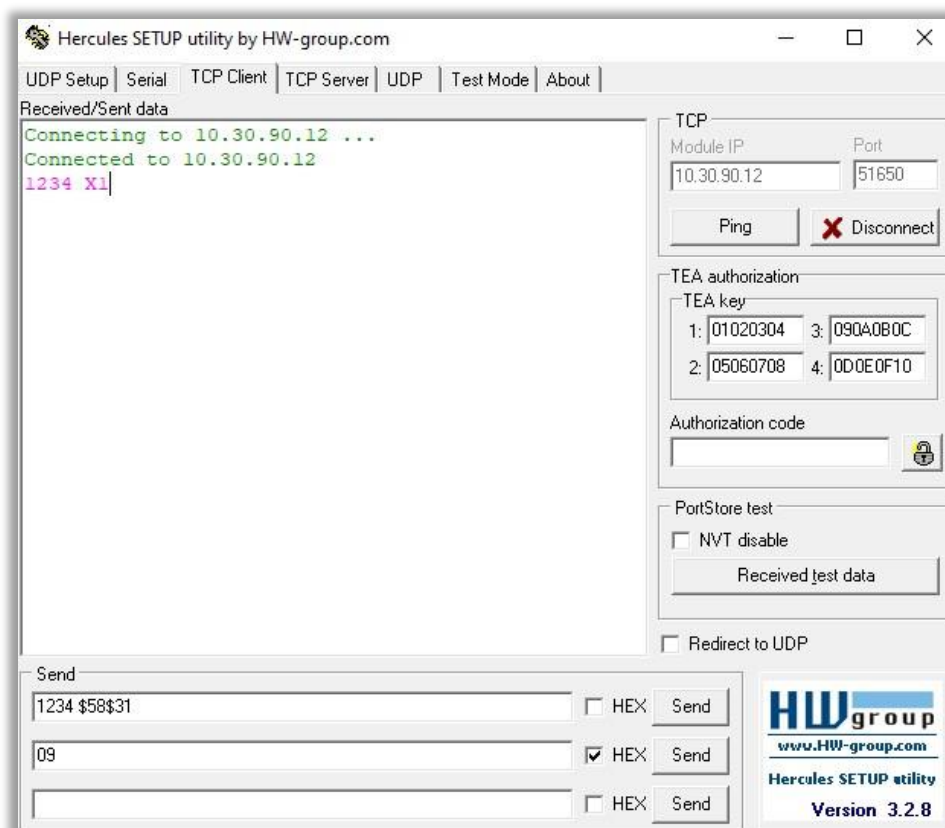 Hercules SETUP utility by HW-group.com
UDP Setup Serial TCP Client TCP Server UDP Test Mode About
Received/Sent data
Connecting to 10.30.90.12 ...
Connected to 10.30.90.12
1234 X1
TCP
Module IP Port
10.30.90.12 51650
Ping Disconnect
TEA authorization
TEA key
1: 01020304 3: 090A0B0C
2: 05060708 4: 0D0E0F10
Authorization code
PortStore test
NVT disable
Received test data
Redirect to UDP
Send
1234 $58$31 HEX Send
09 HEX Send
HEX Send
HW group
www.HW-group.com
Hercules SETUP utility
Version 3.2.8